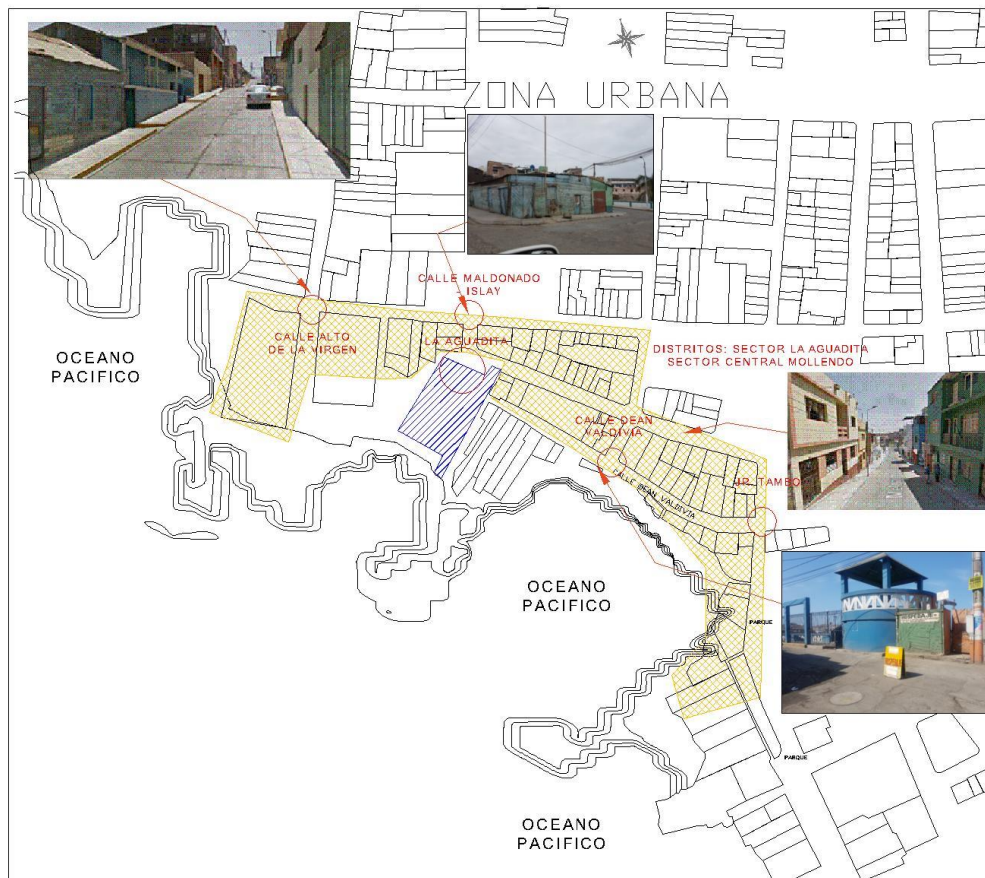 ZONA URBANA
CALLE MALDONADO
- ISLAY
CALLE ALTO
DE LA VIRGEN
LA AGUADITA
OCEANO
PACIFICO
DISTRITOS: SECTOR LA AGUADITA
SECTOR CENTRAL MOLLENDO
CALLE DEAN
VALDIVIA
CALLE DEAN VALDIVIA
JR. TAMBO
OCEANO
PACIFICO
PARQUE
PARQUE
OCEANO
PACIFICO